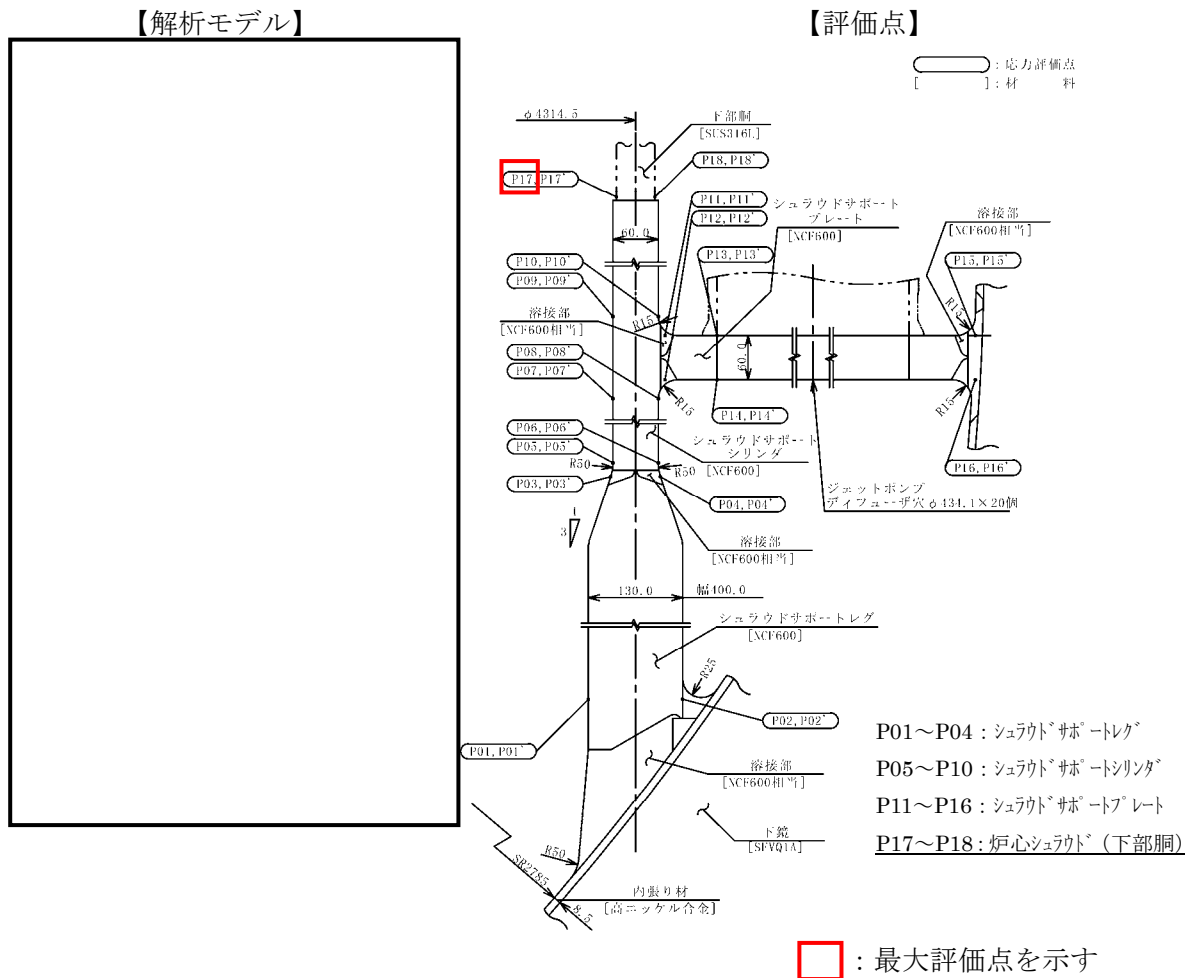 【解析モデル】
【評価点】
: 応力評価点
[ ] : 材 料
φ4314.5
下部胴
[SUS316L]
P18, P18'
P17, P17'
P11, P11'
P12, P12'
シュラウドサポート
プレート
[NCF600]
溶接部
[NCF600相当]
60.0
P13, P13'
P15, P15'
P10, P10'
P09, P09'
溶接部
[NCF600相当]
R15
R15
P08, P08'
P07, P07'
60.0
R15
R15
P14, P14'
P06, P06'
P05, P05'
シュラウドサポート
シリンダ
[NCF600]
R50
R50
P16, P16'
P03, P03'
P04, P04'
ジェットポンプ
ディフューザ穴φ434.1×20個
1
3
溶接部
[NCF600相当]
130.0
幅400.0
シュラウドサポートレグ
[NCF600]
R25
P02, P02'
P01, P01'
溶接部
[NCF600相当]
下鏡
[SFVQ1A]
R50
SR2785
8.5
内張り材
[高ニッケル合金]
P01～P04 : ｼｭﾗｳﾄﾞｻﾎﾟｰﾄﾚｸﾞ
P05～P10 : ｼｭﾗｳﾄﾞｻﾎﾟｰﾄｼﾘﾝﾀﾞ
P11～P16 : ｼｭﾗｳﾄﾞｻﾎﾟｰﾄﾌﾟﾚｰﾄ
P17～P18 : 炉心ｼｭﾗｳﾄﾞ (下部胴)
: 最大評価点を示す